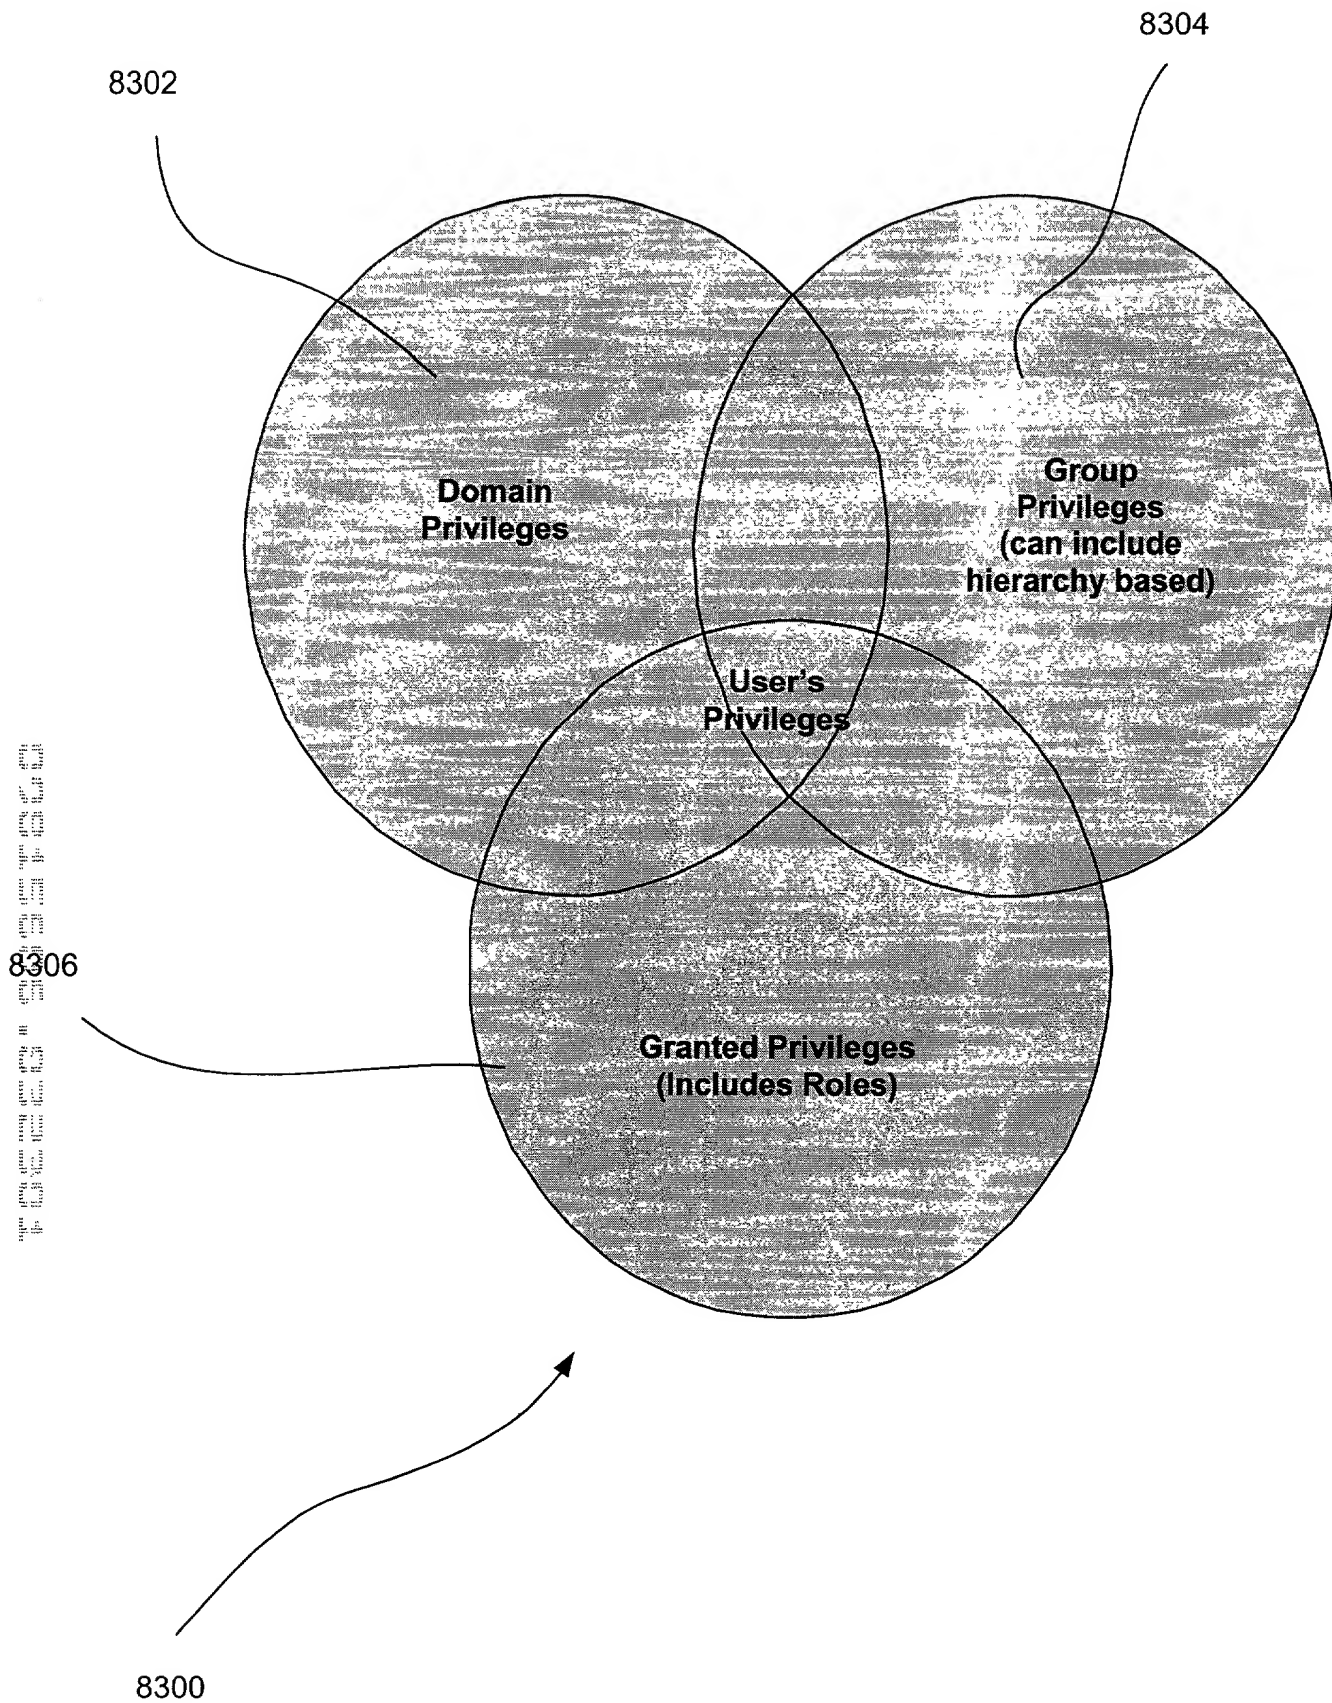 8304
8302
Domain
Privileges
Group
Privileges
(can include
hierarchy based)
User's
Privileges
8306
Granted Privileges
(Includes Roles)
8300